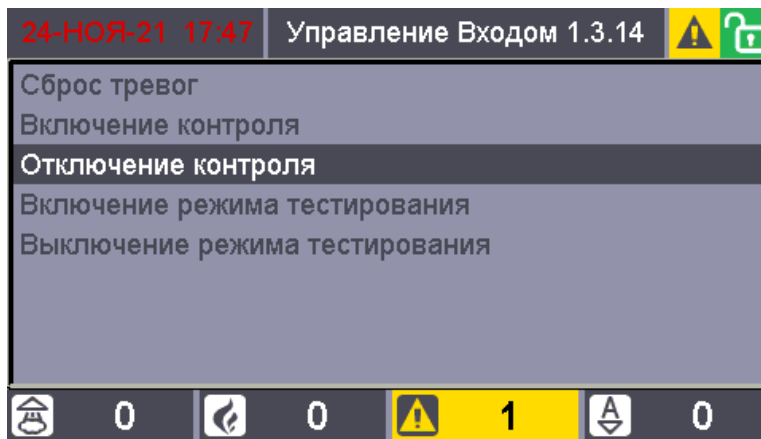 24-НОЯ-21 17:47 Управление Входом 1.3.14
Сброс тревог
Включение контроля
Отключение контроля
Включение режима тестирования
Выключение режима тестирования
0 0 1 A 0